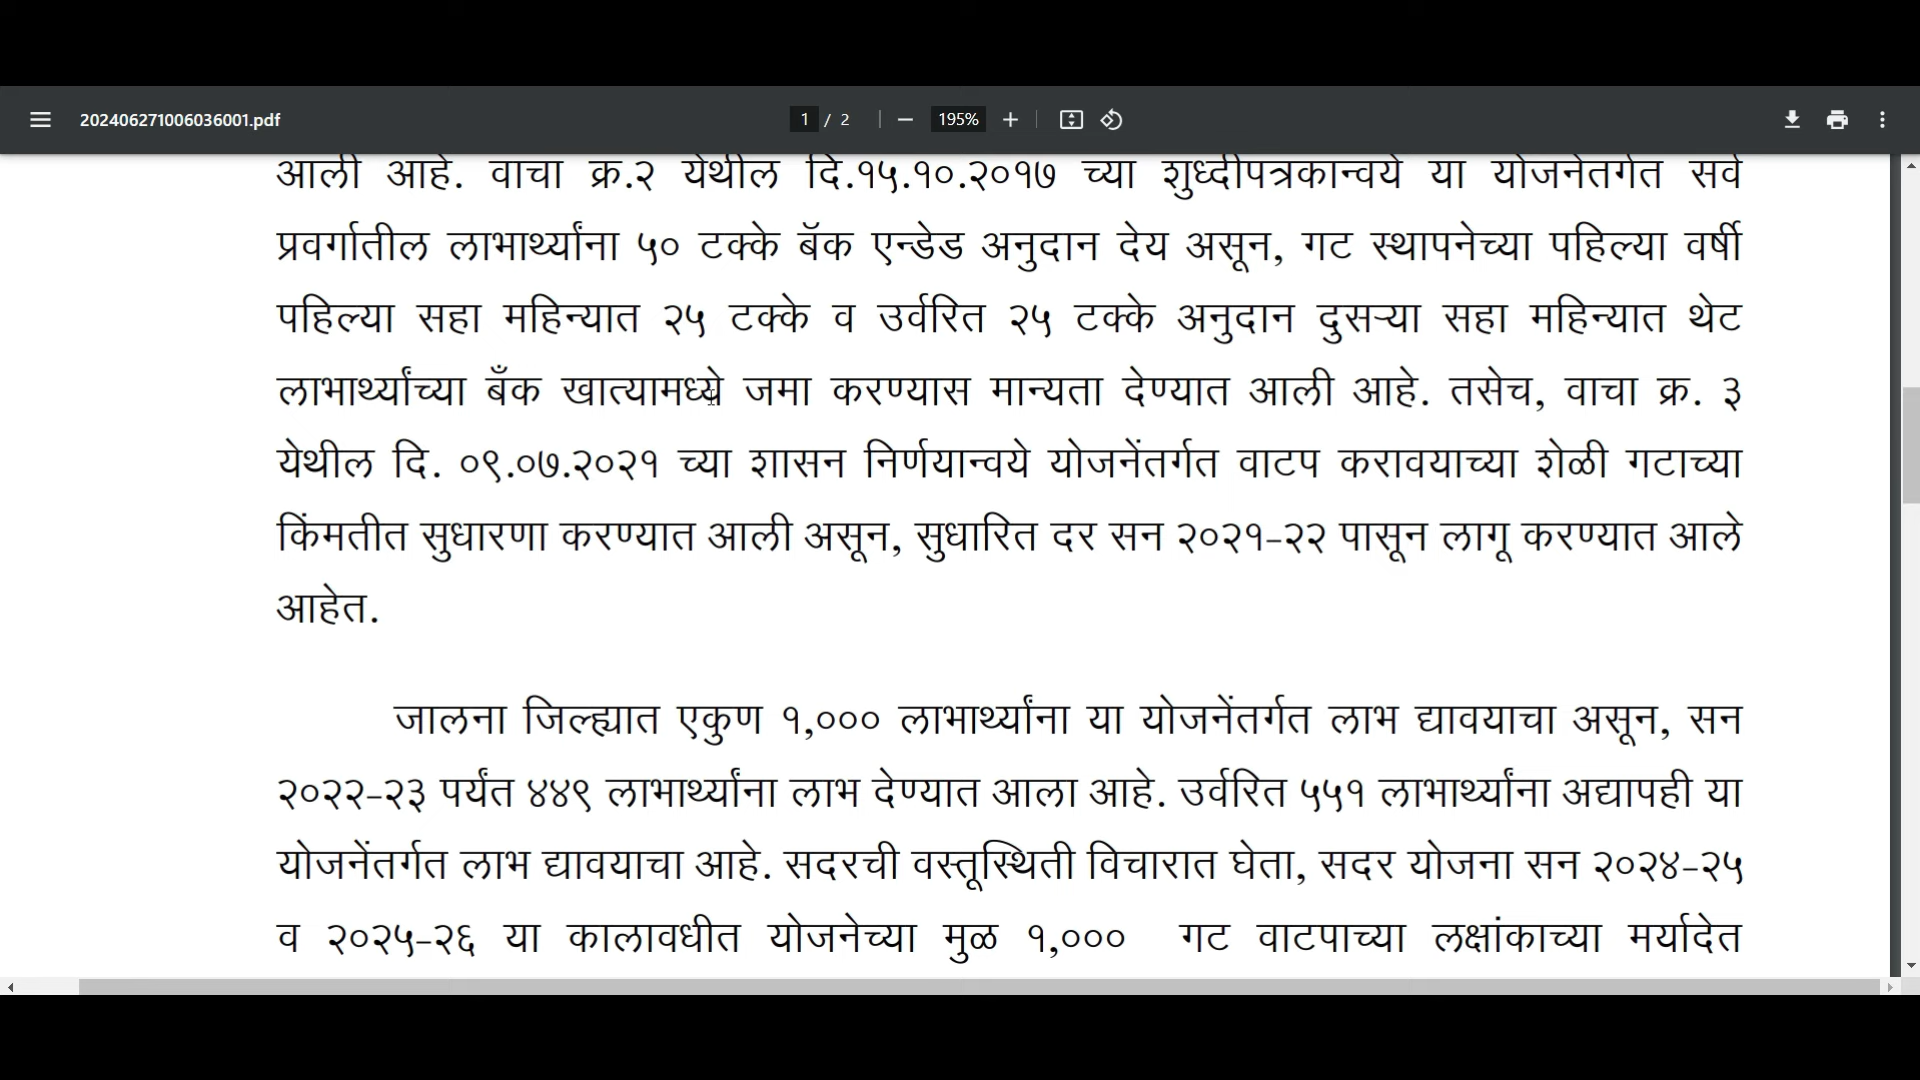 202406271006036001.pdf
1 / 2
195%
आली आहे. वाचा क्र.२ येथील दि.१५.१०.२०१७ च्या शुध्दीपत्रकान्वये या योजनेतर्गत सर्व
प्रवर्गातील लाभार्थ्यांना ५० टक्के बॅक एन्डेड अनुदान देय असून, गट स्थापनेच्या पहिल्या वर्षी
पहिल्या सहा महिन्यात २५ टक्के व उर्वरित २५ टक्के अनुदान दुसऱ्या सहा महिन्यात थेट
लाभार्थ्यांच्या बँक खात्यामध्ये जमा करण्यास मान्यता देण्यात आली आहे. तसेच, वाचा क्र. ३
येथील दि. ०९.०७.२०२१ च्या शासन निर्णयान्वये योजनेंतर्गत वाटप करावयाच्या शेळी गटाच्या
किंमतीत सुधारणा करण्यात आली असून, सुधारित दर सन २०२१-२२ पासून लागू करण्यात आले
आहेत.
जालना जिल्ह्यात एकुण १,००० लाभार्थ्यांना या योजनेंतर्गत लाभ द्यावयाचा असून, सन
२०२२-२३ पर्यंत ४४९ लाभार्थ्यांना लाभ देण्यात आला आहे. उर्वरित ५५१ लाभार्थ्यांना अद्यापही या
योजनेंतर्गत लाभ द्यावयाचा आहे. सदरची वस्तूस्थिती विचारात घेता, सदर योजना सन २०२४-२५
व २०२५-२६ या कालावधीत योजनेच्या मुळ १,००० गट वाटपाच्या लक्षांकाच्या मर्यादेत